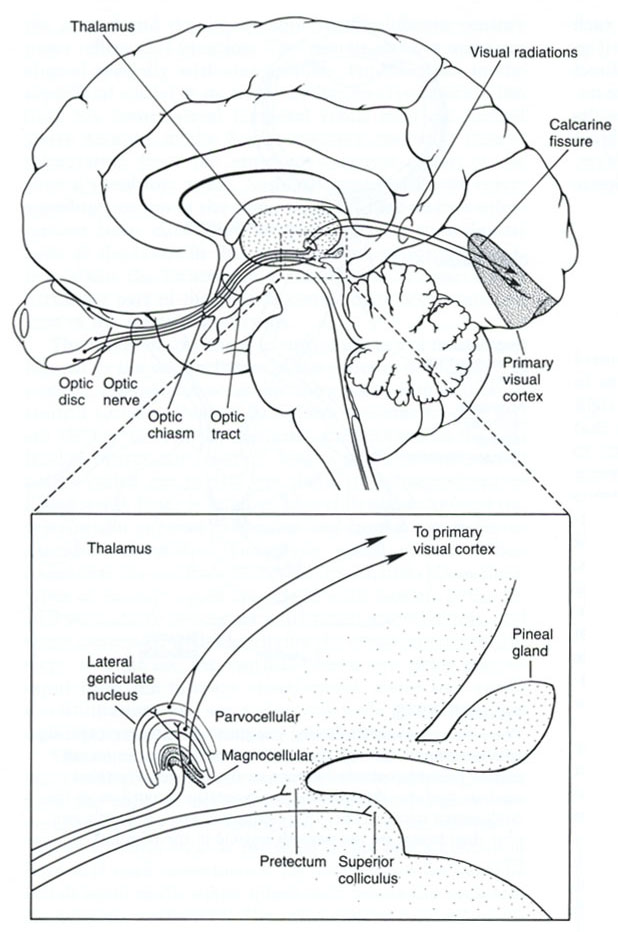 Thalamus
Visual radiations
Calcarine
fissure
Optic
disc
Optic
nerve
Optic
chiasm
Optic
tract
Primary
visual
cortex
Thalamus
To primary
visual cortex
Pineal
gland
Lateral
geniculate
nucleus
Parvocellular
Magnocellular
Pretectum
Superior
colliculus